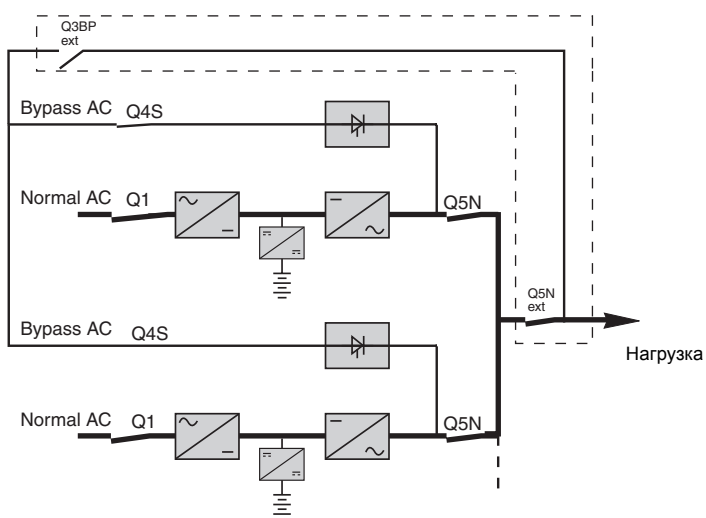 Q3BP
ext
Bypass AC Q4S
Normal AC Q1
Q5N
Q5N
ext
Bypass AC Q4S
Нагрузка
Normal AC Q1
Q5N